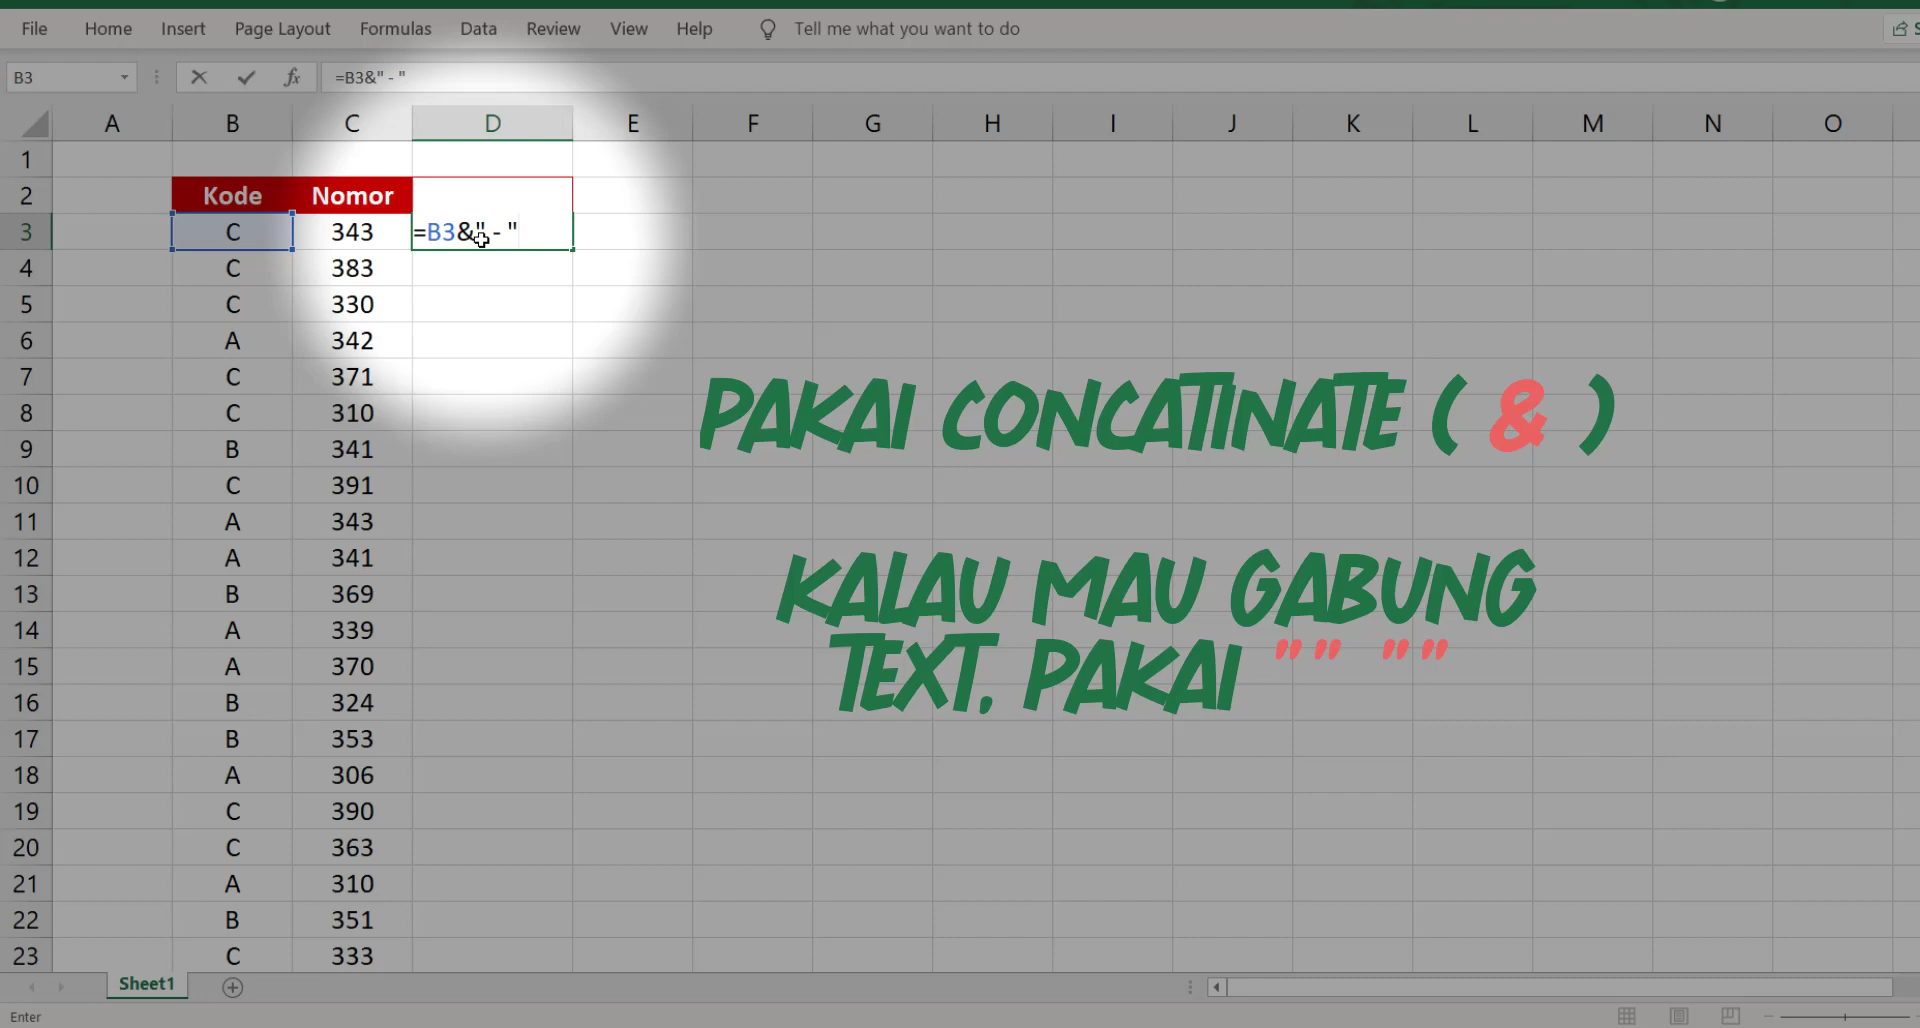 File Home Insert Page Layout Formulas Data Review View Help Tell me what you want to do
B3 fx =B3&" - "
A B C D E F G H I J K L M N O
1
2 Kode Nomor
3 C 343 =B3&" - "
4 C 383
5 C 330
6 A 342
7 C 371
8 C 310
9 B 341
10 C 391
11 A 343
12 A 341
13 B 369
14 A 339
15 A 370
16 B 324
17 B 353
18 A 306
19 C 390
20 C 363
21 A 310
22 B 351
23 C 333
PAKAI CONCATINATE ( & )
KALAU MAU GABUNG
TEXT, PAKAI "" ""
Sheet1
Enter